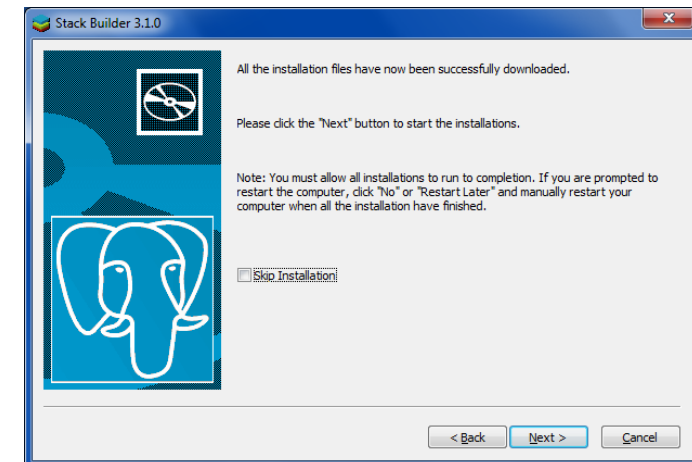 Stack Builder 3.1.0
All the installation files have now been successfully downloaded.
Please click the "Next" button to start the installations.
Note: You must allow all installations to run to completion. If you are prompted to
restart the computer, click "No" or "Restart Later" and manually restart your
computer when all the installation have finished.
Skip Installation
< Back
Next >
Cancel